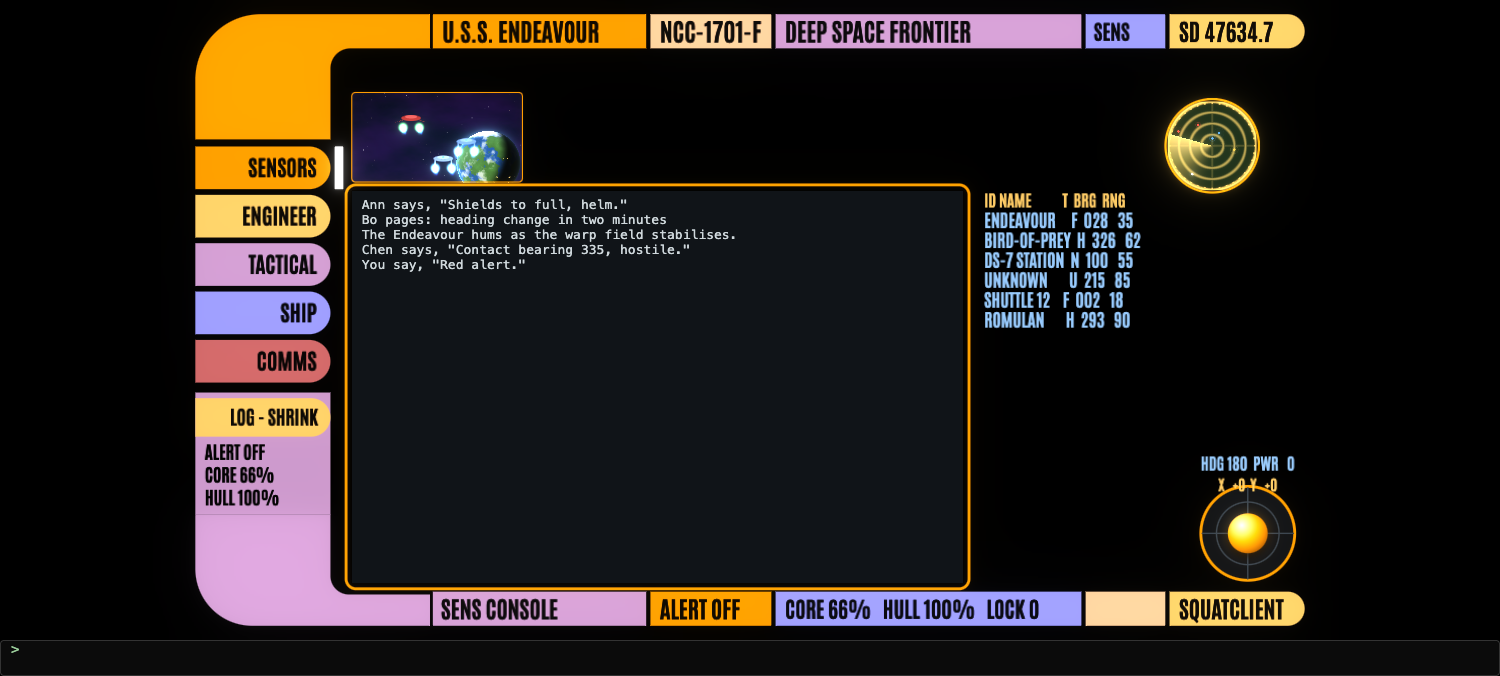 U.S.S. ENDEAVOUR NCC-1701-F DEEP SPACE FRONTIER SENS SD 47634.7
SENSORS
ENGINEER
TACTICAL
SHIP
COMMS
LOG - SHRINK
ALERT OFF
CORE 66%
HULL 100%
Ann says, "Shields to full, helm."
Bo pages: heading change in two minutes
The Endeavour hums as the warp field stabilises.
Chen says, "Contact bearing 335, hostile."
You say, "Red alert."
ID NAME T BRG RNG
ENDEAVOUR F 028 35
BIRD-OF-PREY H 326 62
DS-7 STATION N 100 55
UNKNOWN U 215 85
SHUTTLE 12 F 002 18
ROMULAN H 293 90
HDG 180 PWR 0
X +0 Y +0
SENS CONSOLE ALERT OFF CORE 66% HULL 100% LOCK 0 SQUATCLIENT
>